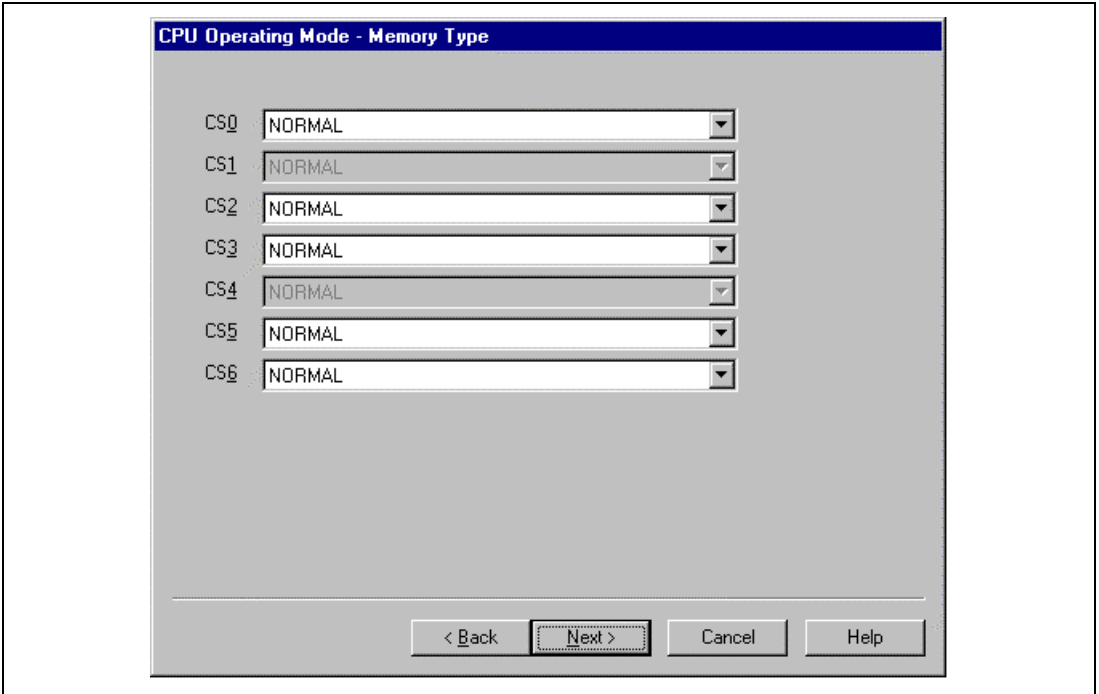 CPU Operating Mode - Memory Type
CS0 NORMAL
CS1 NORMAL
CS2 NORMAL
CS3 NORMAL
CS4 NORMAL
CS5 NORMAL
CS6 NORMAL
< Back Next > Cancel Help